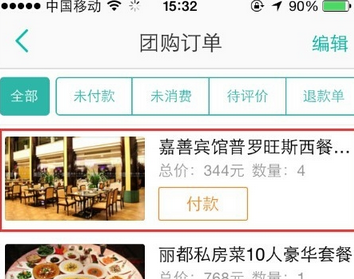 中国移动 15:32 90%
团购订单 编辑
全部 未付款 未消费 待评价 退款单
嘉善宾馆普罗旺斯西餐...
总价：344元 数量：4
付款
丽都私房菜10人豪华套餐
总价：768元 数量：1